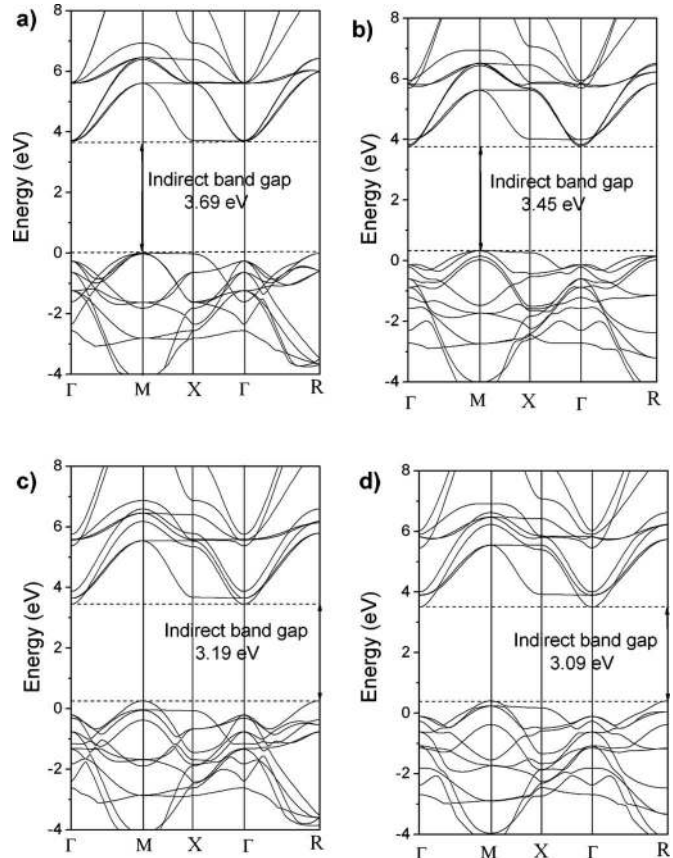 a)
8
6
4
2
0
-2
-4
Energy (eV)
Indirect band gap
3.69 eV
Γ M X Γ R
b)
8
6
4
2
0
-2
-4
Energy (eV)
Indirect band gap
3.45 eV
Γ M X Γ R
c)
8
6
4
2
0
-2
-4
Energy (eV)
Indirect band gap
3.19 eV
Γ M X Γ R
d)
8
6
4
2
0
-2
-4
Energy (eV)
Indirect band gap
3.09 eV
Γ M X Γ R